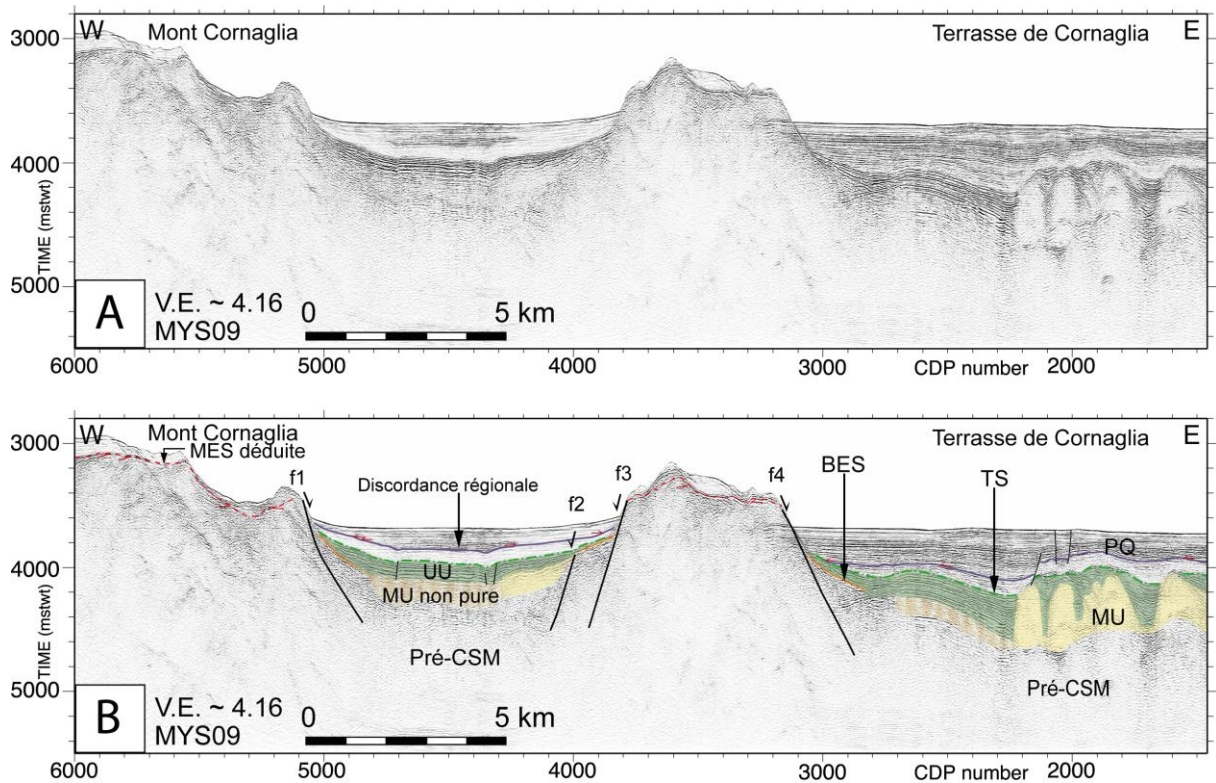 W Mont Cornaglia Terrasse de Cornaglia E
3000
4000
5000
TIME (mstwt)
A
V.E. ~ 4.16
MYS09
0 5 km
6000 5000 4000 3000 CDP number 2000
W Mont Cornaglia Terrasse de Cornaglia E
3000
4000
5000
TIME (mstwt)
MES déduite
f1
Discordance régionale
f2
f3
f4
BES
TS
PQ
UU
MU non pure
MU
Pré-CSM
Pré-CSM
B
V.E. ~ 4.16
MYS09
0 5 km
6000 5000 4000 3000 CDP number 2000